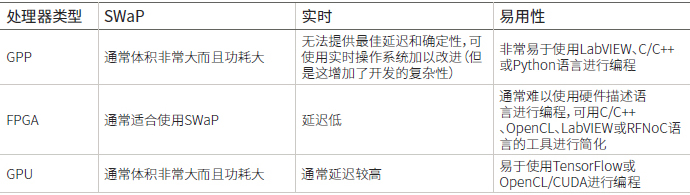 处理器类型 SWaP 实时 易用性
GPP 通常体积非常大而且功耗大 无法提供最佳延迟和确定性，可
使用实时操作系统加以改进（但
是这增加了开发的复杂性） 非常易于使用LabVIEW、C/C++
或Python语言进行编程
FPGA 通常适合使用SWaP 延迟低 通常难以使用硬件描述语
言进行编程，可用C/C++
、OpenCL、LabVIEW或RFNoC语
言的工具进行简化
GPU 通常体积非常大而且功耗大 通常延迟较高 易于使用TensorFlow或
OpenCL/CUDA进行编程